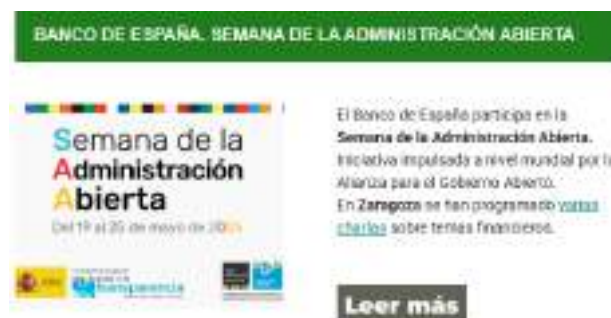 BANCO DE ESPAÑA. SEMANA DE LA ADMINISTRACIÓN ABIERTA
Semana de la
Administración
Abierta
Del 19 al 25 de mayo de
El Banco de España participa en la
Semana de la Administración Abierta.
Iniciativa impulsada a nivel mundial por la
Alianza para el Gobierno Abierto.
En Zaragoza se han programado varias
charlas sobre temas financieros.
transparencia
Leer más